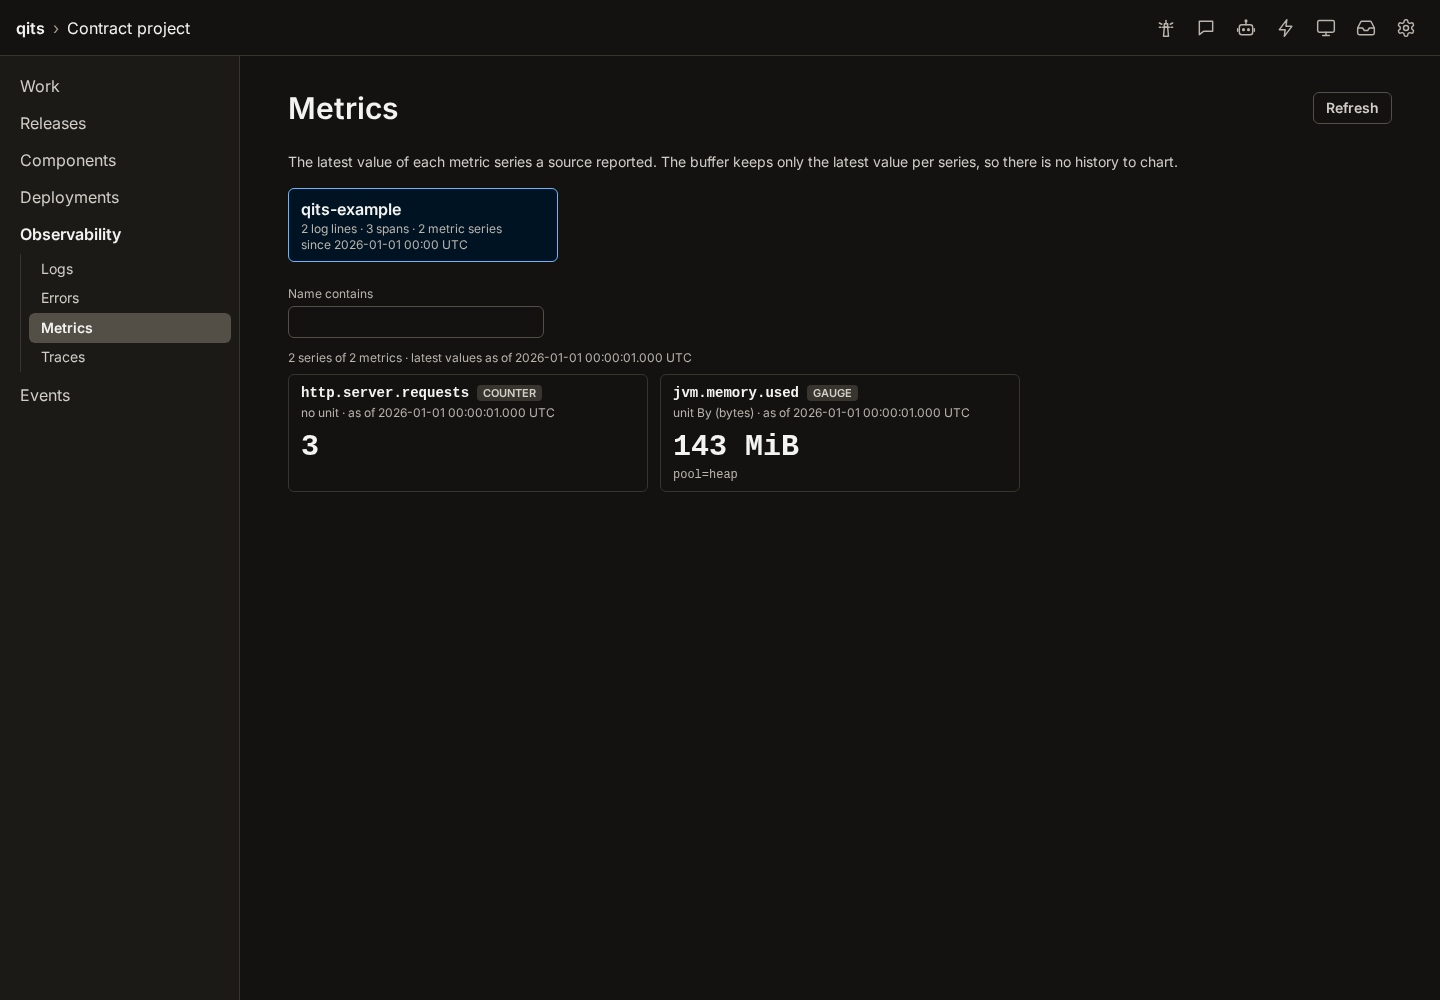 qits › Contract project
Work
Releases
Components
Deployments
Observability
Logs
Errors
Metrics
Traces
Events
Metrics
Refresh
The latest value of each metric series a source reported. The buffer keeps only the latest value per series, so there is no history to chart.
qits-example
2 log lines · 3 spans · 2 metric series
since 2026-01-01 00:00 UTC
Name contains
2 series of 2 metrics · latest values as of 2026-01-01 00:00:01.000 UTC
http.server.requests COUNTER
no unit · as of 2026-01-01 00:00:01.000 UTC
3
jvm.memory.used GAUGE
unit By (bytes) · as of 2026-01-01 00:00:01.000 UTC
143 MiB
pool=heap